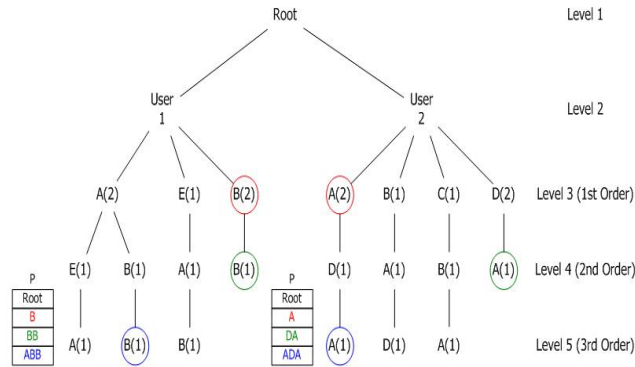 Root Level 1
User 1 User 2 Level 2
A(2) E(1) B(2) A(2) B(1) C(1) D(2) Level 3 (1st Order)
E(1) B(1) A(1) B(1) D(1) A(1) B(1) A(1) Level 4 (2nd Order)
P P
Root Root
B A
BB DA
ABB ADA
A(1) B(1) B(1) A(1) D(1) A(1) Level 5 (3rd Order)